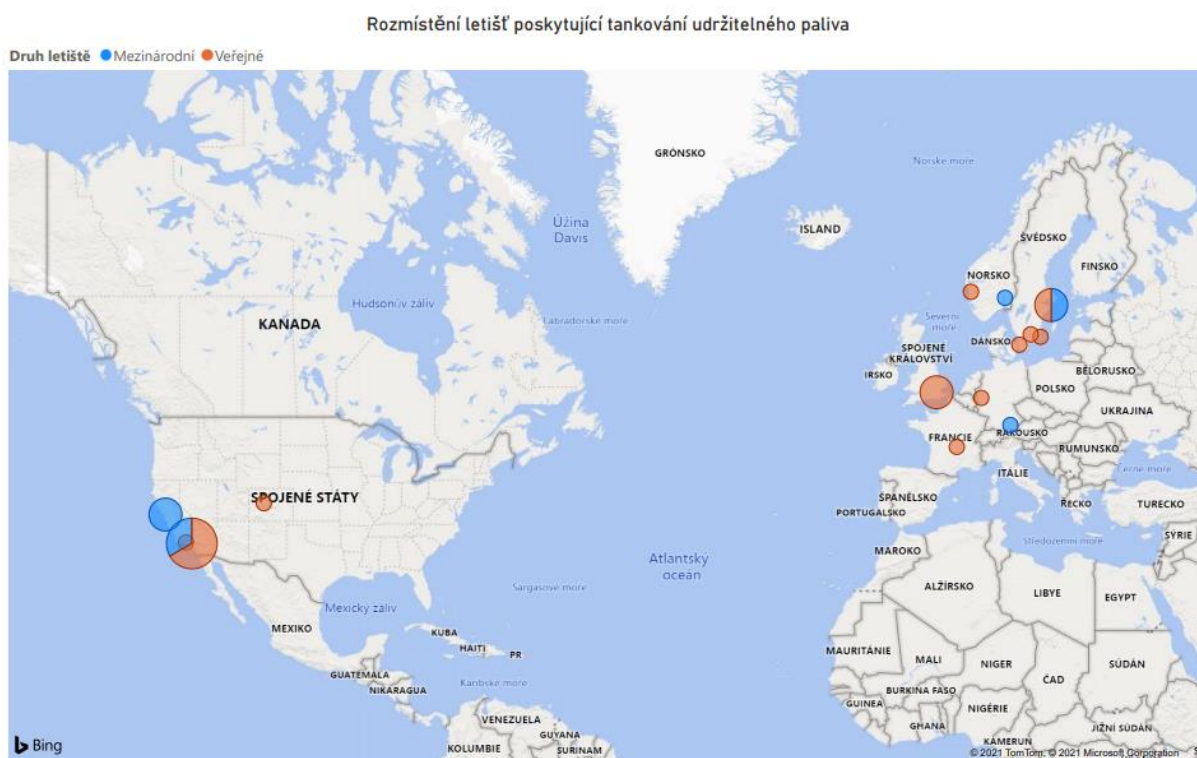 Rozmístění letišť poskytující tankování udržitelného paliva
Druh letiště Mezinárodní Veřejné
GRÓNSKO
Norské moře
Úžina
Davis
ISLAND
ŠVÉDSKO
NORSKO
FINSKO
Hudsonův záliv
KANADA
Labradorské moře
Severní
moře
DÁNSKO
SPOJENÉ
KRÁLOVSTVÍ
IRSKO
BĚLORUSKO
POLSKO
UKRAJINA
FRANCIE
RAKOUSKO
RUMUNSKO
ITÁLIE
Černé moře
SPOJENÉ STÁTY
ŠPANĚLSKO
PORTUGALSKO
ŘECKO
TURECKO
SÝRIE
Středozemní moře
MAROKO
Atlantský
oceán
Sargasové moře
ALŽÍRSKO
LIBYE
EGYPT
Mexický záliv
MEXIKO
KUBA
HAITI
PR
GUATEMALA
NIKARAGUA
Karibské moře
MAURITÁNIE
MALI
NIGER
ČAD
SÚDÁN
BURKINA FASO
GUINEA
GHANA
NIGÉRIE
VENEZUELA
GUYANA
SURINAM
KOLUMBIE
JIŽNÍ SÚDÁN
KAMERUN
Bing
© 2021 TomTom, © 2021 Microsoft Corporation